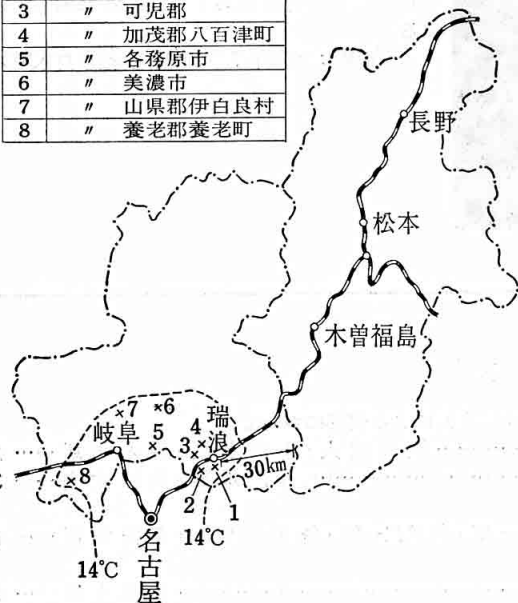 3 〃 可児郡
4 〃 加茂郡八百津町
5 〃 各務原市
6 〃 美濃市
7 〃 山県郡伊自良村
8 〃 養老郡養老町
長野
松本
木曽福島
7
6
岐阜
5
4
瑞浪
3
8
30km
2
1
14℃
名古屋
14℃